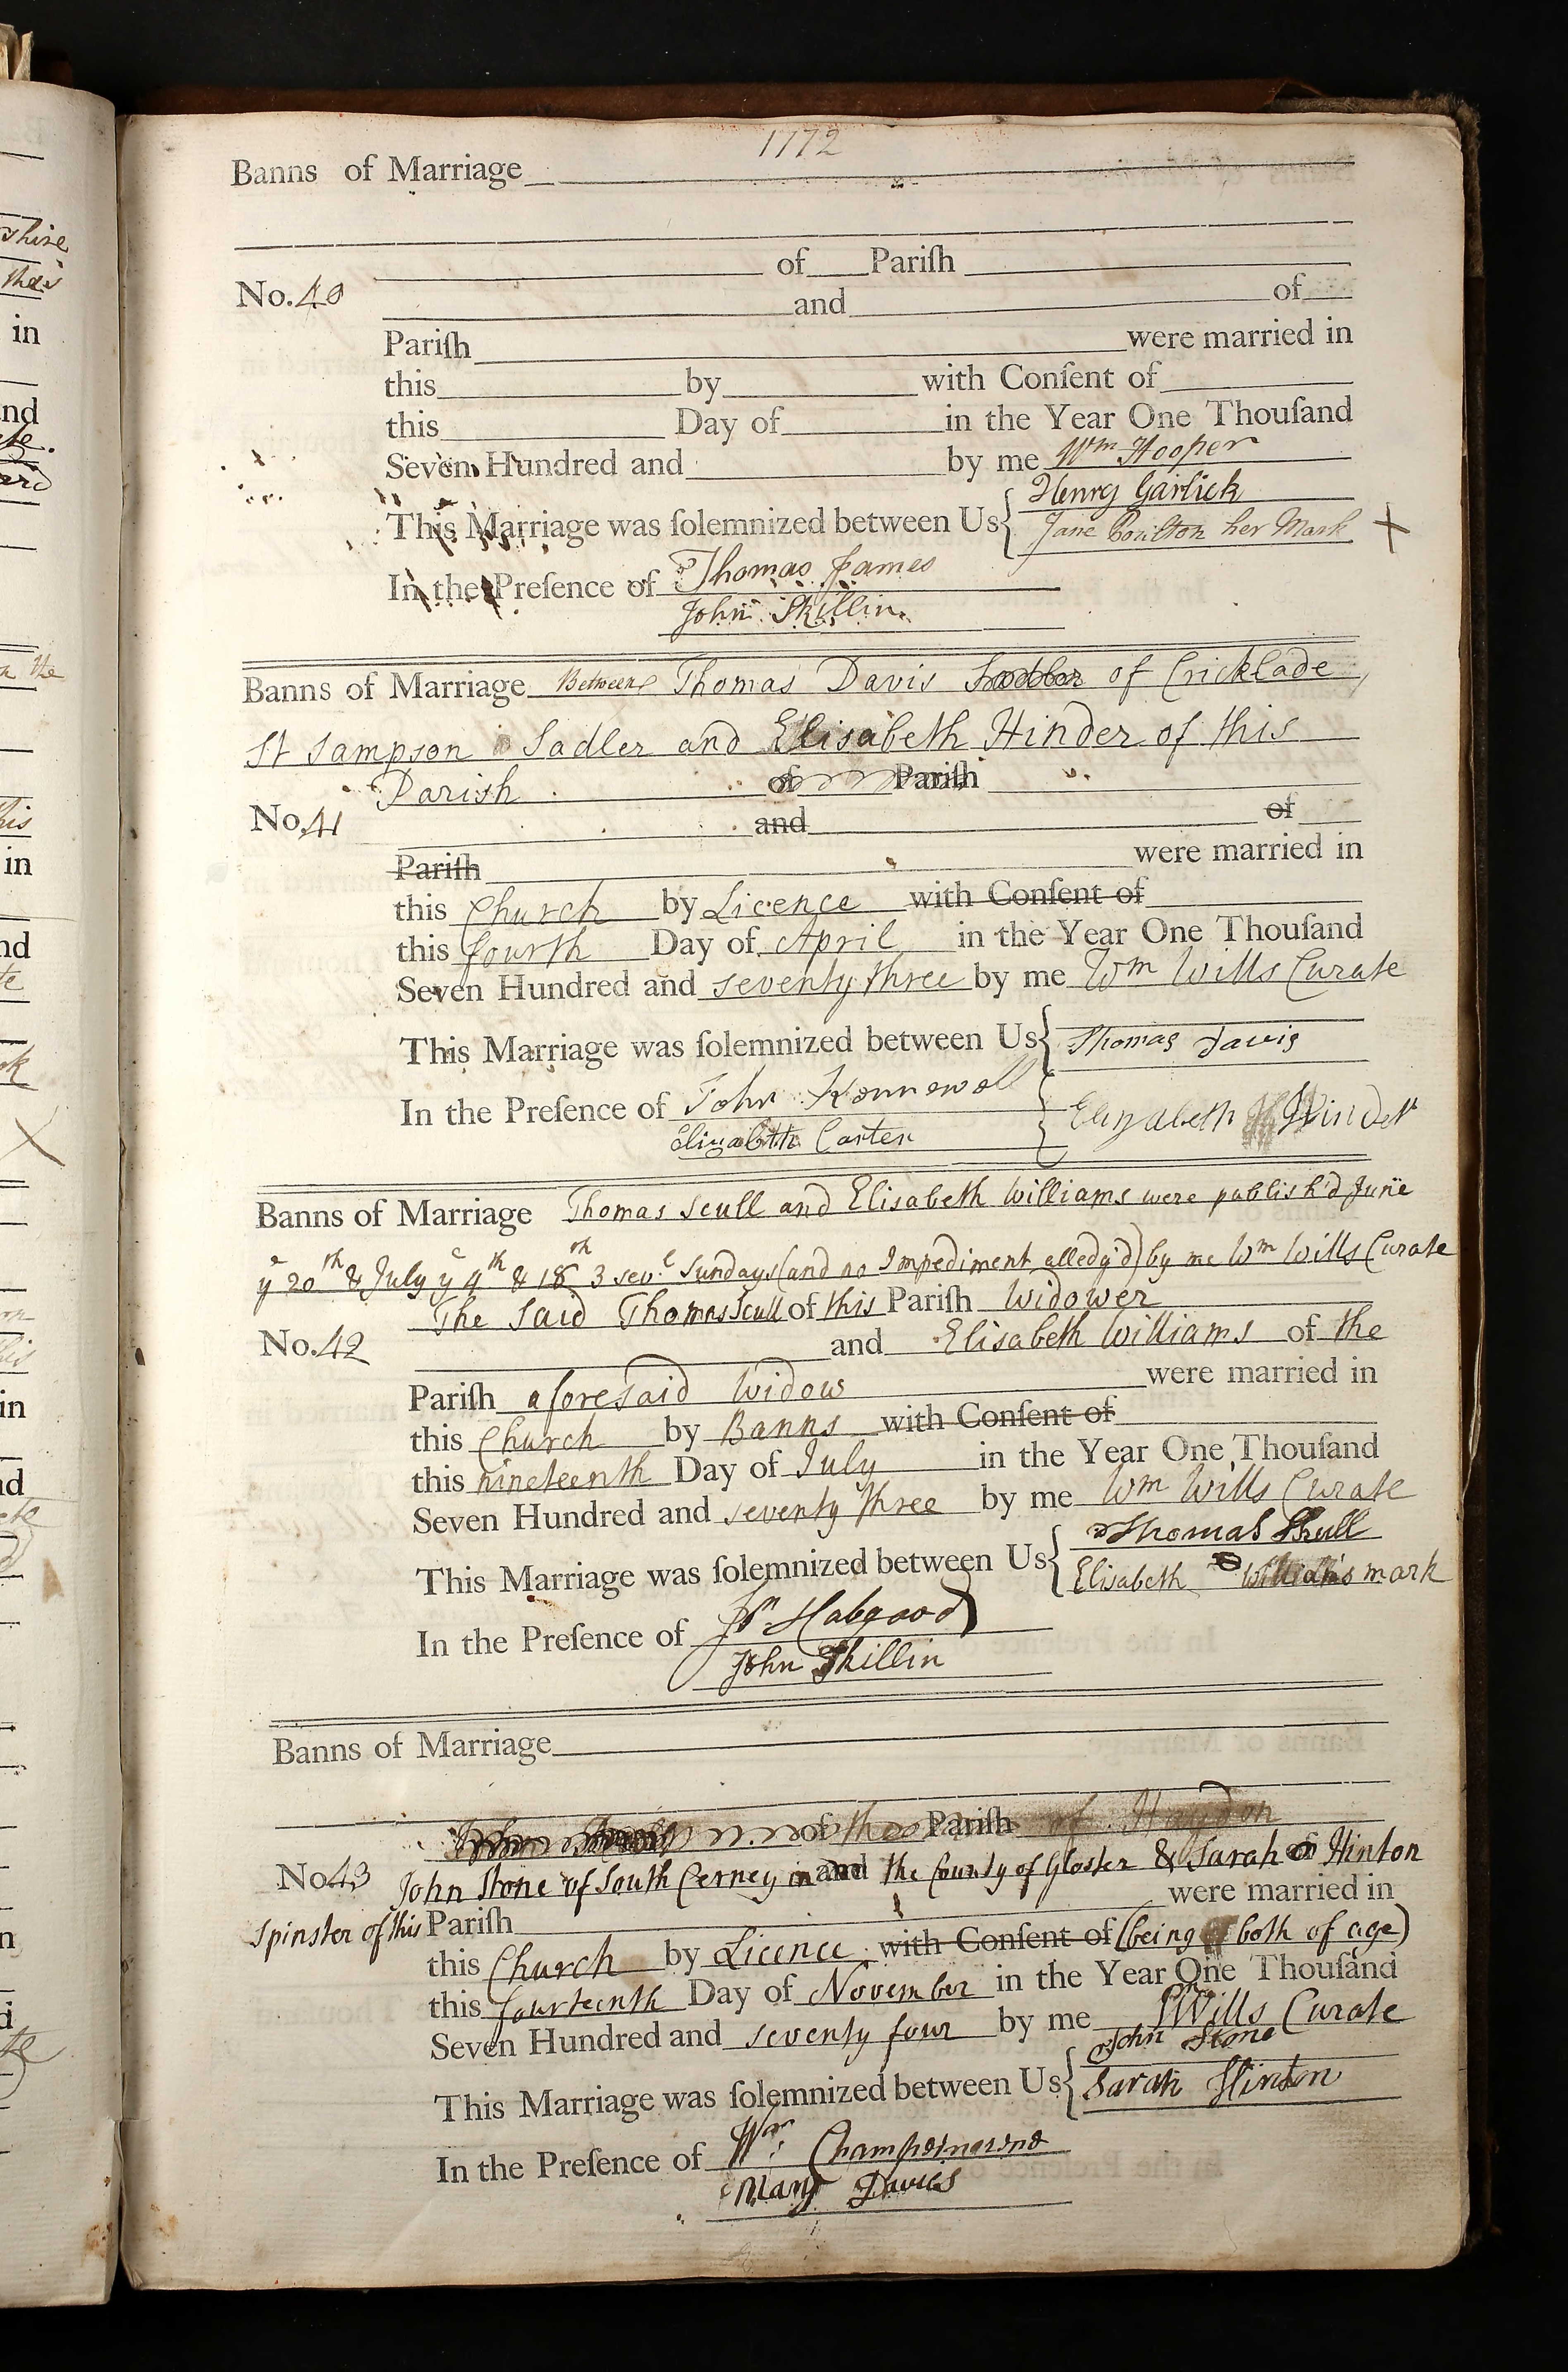 1772
Banns of Marriage
of Pariſh
No. 40
and of
Pariſh were married in
this by with Conſent of
this Day of in the Year One Thouſand
Seven Hundred and by me Wm Hooper
Henry Garlick
This Marriage was ſolemnized between Us
Jane Boulton her Mark X
In the Preſence of Thomas James
John Skillin
Banns of Marriage Between Thomas Davis of Cricklade
St Sampson Sadler and Elisabeth Hinder of this
Parish of Pariſh
No. 41
and of
Pariſh were married in
this Church by Licence with Conſent of
this fourth Day of April in the Year One Thouſand
Seven Hundred and seventy three by me Wm Wills Curate
This Marriage was ſolemnized between Us Thomas Davis
In the Preſence of John
Elizabeth Hinder
Elizabeth Carter
Banns of Marriage Thomas Scull and Elisabeth Williams were publish'd June
ye 20th & July ye 4th & 18th 3 sevl Sundays (and no Impediment alledg'd) by me Wm Wills Curate
The said Thomas Scull of this Pariſh Widower
No. 42
and Elisabeth Williams of the
Pariſh aforesaid Widow were married in
this Church by Banns with Conſent of
this nineteenth Day of July in the Year One Thouſand
Seven Hundred and seventy three by me Wm Wills Curate
Thomas Skull
This Marriage was ſolemnized between Us
Elisabeth Williams mark
In the Preſence of Habgood
John Skillin
Banns of Marriage
of the Pariſh of Haydon
No. 43
John Stone of South Cerney in and the County of Gloster & Sarah of Hinton
were married in
Spinster of this Pariſh
this Church by Licence with Conſent of (being both of age)
this fourteenth Day of November in the Year One Thouſand
Seven Hundred and seventy four by me Wm Wills Curate
John Stone
This Marriage was ſolemnized between Us
Sarah Hinton
In the Preſence of Wm
Mary Davies